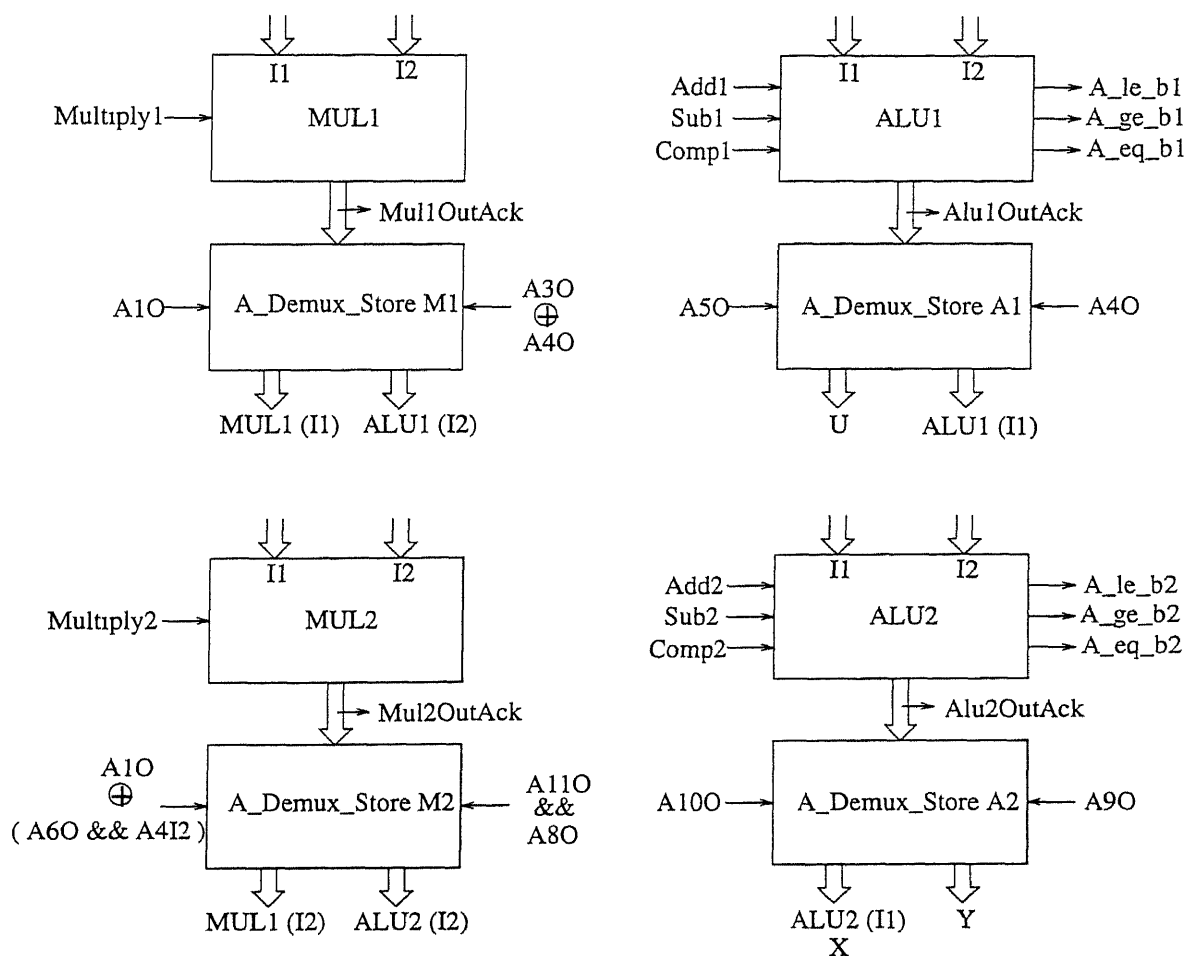 I1 I2
Multiply1
MUL1
Mul1OutAck
A1O
A_Demux_Store M1
A3O
⊕
A4O
MUL1 (I1) ALU1 (I2)
I1 I2
Add1
Sub1
Comp1
ALU1
A_le_b1
A_ge_b1
A_eq_b1
Alu1OutAck
A5O
A_Demux_Store A1
A4O
U ALU1 (I1)
I1 I2
Multiply2
MUL2
Mul2OutAck
A1O
⊕
( A6O && A4I2 )
A_Demux_Store M2
A11O
&&
A8O
MUL1 (I2) ALU2 (I2)
I1 I2
Add2
Sub2
Comp2
ALU2
A_le_b2
A_ge_b2
A_eq_b2
Alu2OutAck
A10O
A_Demux_Store A2
A9O
ALU2 (I1) Y
X